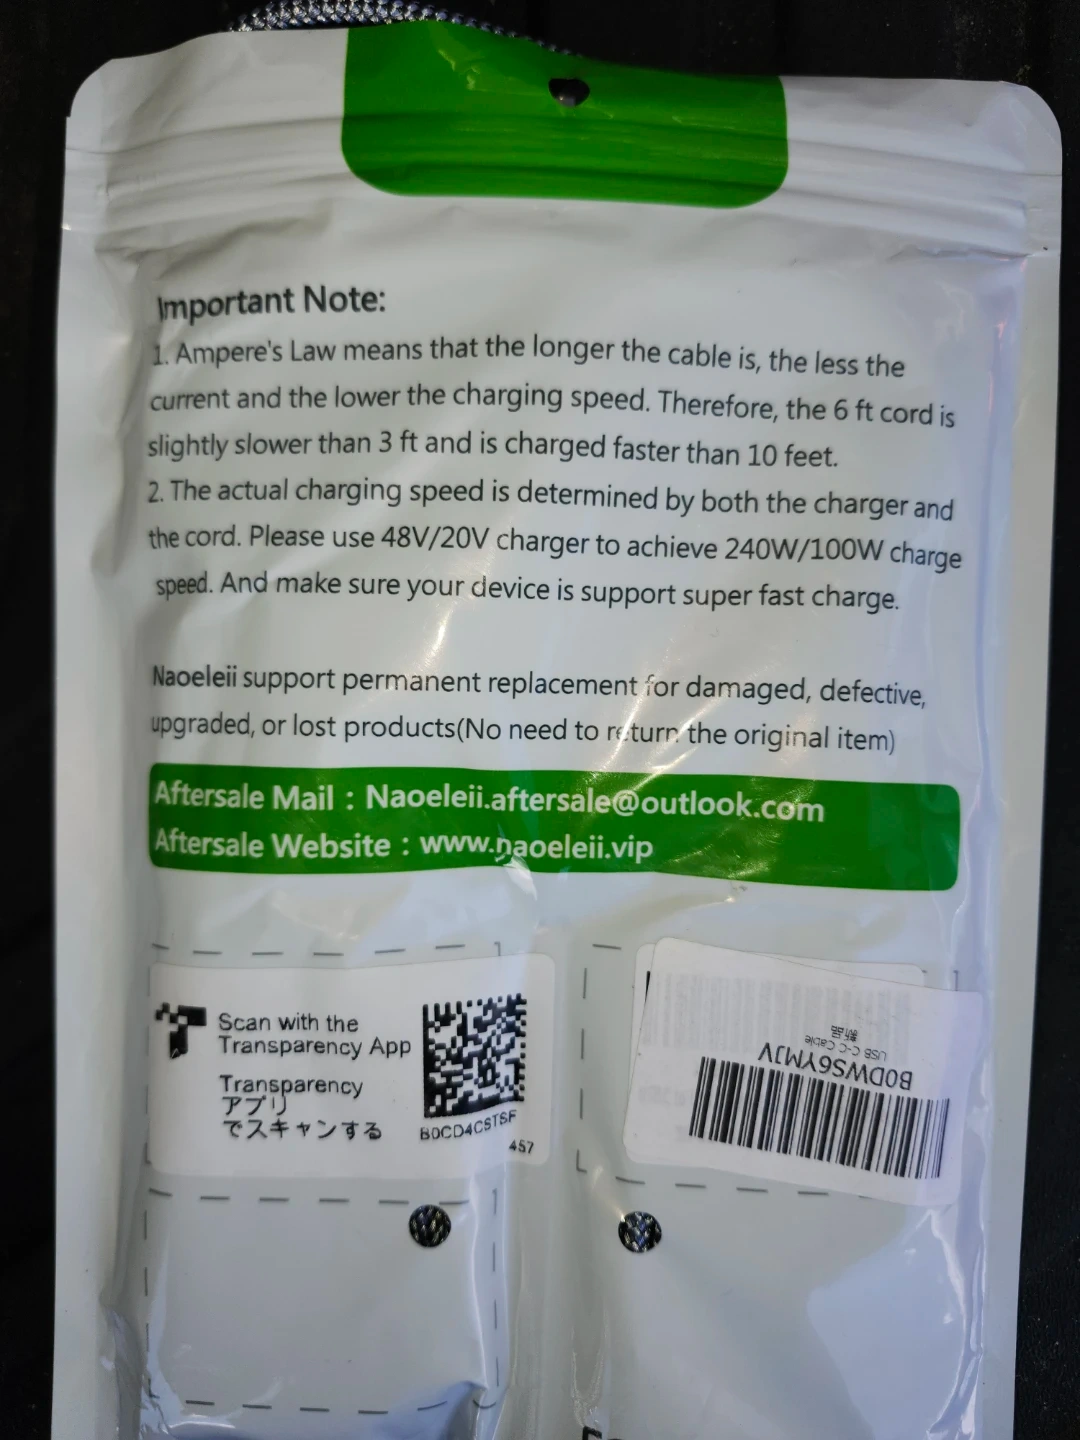 Important Note:
1. Ampere's Law means that the longer the cable is, the less the
current and the lower the charging speed. Therefore, the 6 ft cord is
slightly slower than 3 ft and is charged faster than 10 feet.
2. The actual charging speed is determined by both the charger and
the cord. Please use 48V/20V charger to achieve 240W/100W charge
speed. And make sure your device is support super fast charge.
Naoeleii support permanent replacement for damaged, defective,
upgraded, or lost products(No need to return the original item)
Aftersale Mail : Naoeleii.aftersale@outlook.com
Aftersale Website : www.naoeleii.vip
Scan with the
Transparency App
Transparency
アプリ
でスキャンする
B0CD4CSTSF
457
B0DWS6YMJV
USB C-C Cable
新品